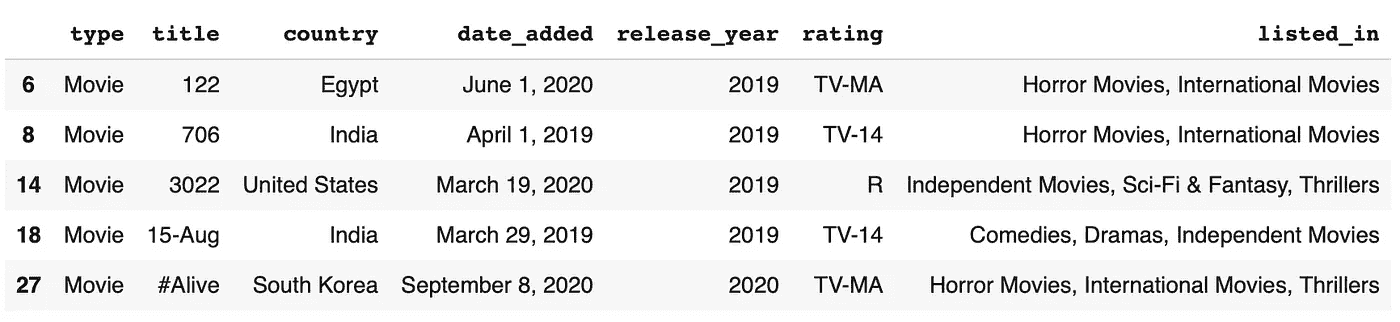 type title country date_added release_year rating listed_in
6 Movie 122 Egypt June 1, 2020 2019 TV-MA Horror Movies, International Movies
8 Movie 706 India April 1, 2019 2019 TV-14 Horror Movies, International Movies
14 Movie 3022 United States March 19, 2020 2019 R Independent Movies, Sci-Fi & Fantasy, Thrillers
18 Movie 15-Aug India March 29, 2019 2019 TV-14 Comedies, Dramas, Independent Movies
27 Movie #Alive South Korea September 8, 2020 2020 TV-MA Horror Movies, International Movies, Thrillers